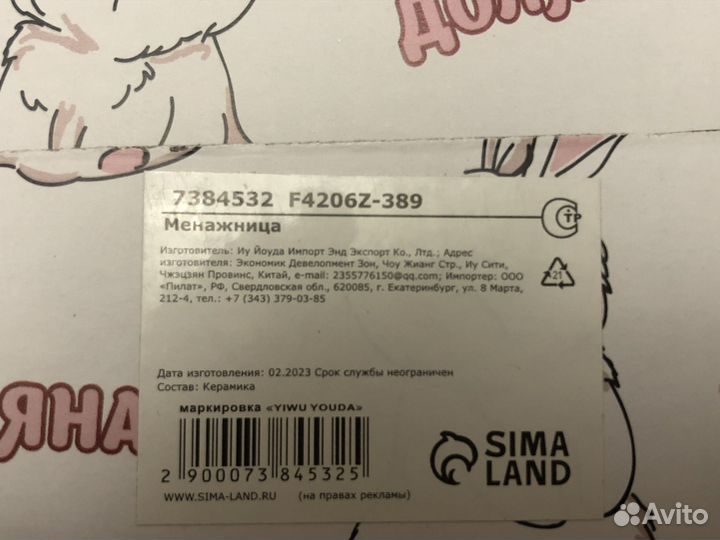 7384532 F4206Z-389
Менажница
СТР
Изготовитель: Иу Йоуда Импорт Энд Экспорт Ко., Лтд.; Адрес
изготовителя: Экономик Девелопмент Зон, Чоу Жианг Стр., Иу Сити,
Чжэцзян Провинс, Китай, e-mail: 2355776150@qq.com; Импортер: ООО
«Пилат», РФ, Свердловская обл., 620085, г. Екатеринбург, ул. 8 Марта,
212-4, тел.: +7 (343) 379-03-85
21
Дата изготовления: 02.2023 Срок службы неограничен
Состав: Керамика
ЯНА
маркировка «YIWU YOUDA»
2 900073 845325
SIMA
LAND
WWW.SIMA-LAND.RU (на правах рекламы)
Avito